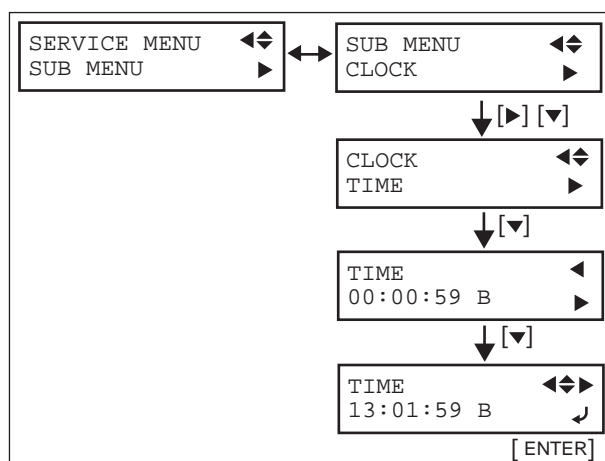 SERVICE MENU ◀◆
SUB MENU ▶
SUB MENU ◀◆
CLOCK ▶
[▶] [▼]
CLOCK ◀◆
TIME ▶
[▼]
TIME ◀
00:00:59 B ▶
[▼]
TIME ◀◆▶
13:01:59 B ↵
[ ENTER]